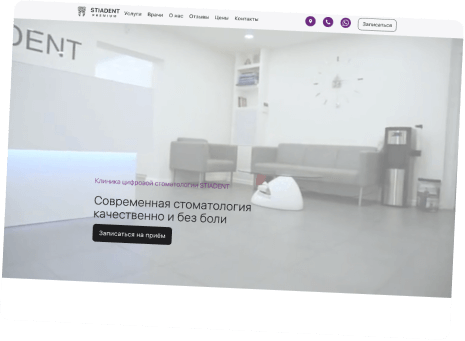 STIADENT
PREMIUM
Услуги Врачи О нас Отзывы Цены Контакты
Записаться
DENT
Клиника цифровой стоматологии STIADENT
Современная стоматология
качественно и без боли
Записаться на приём